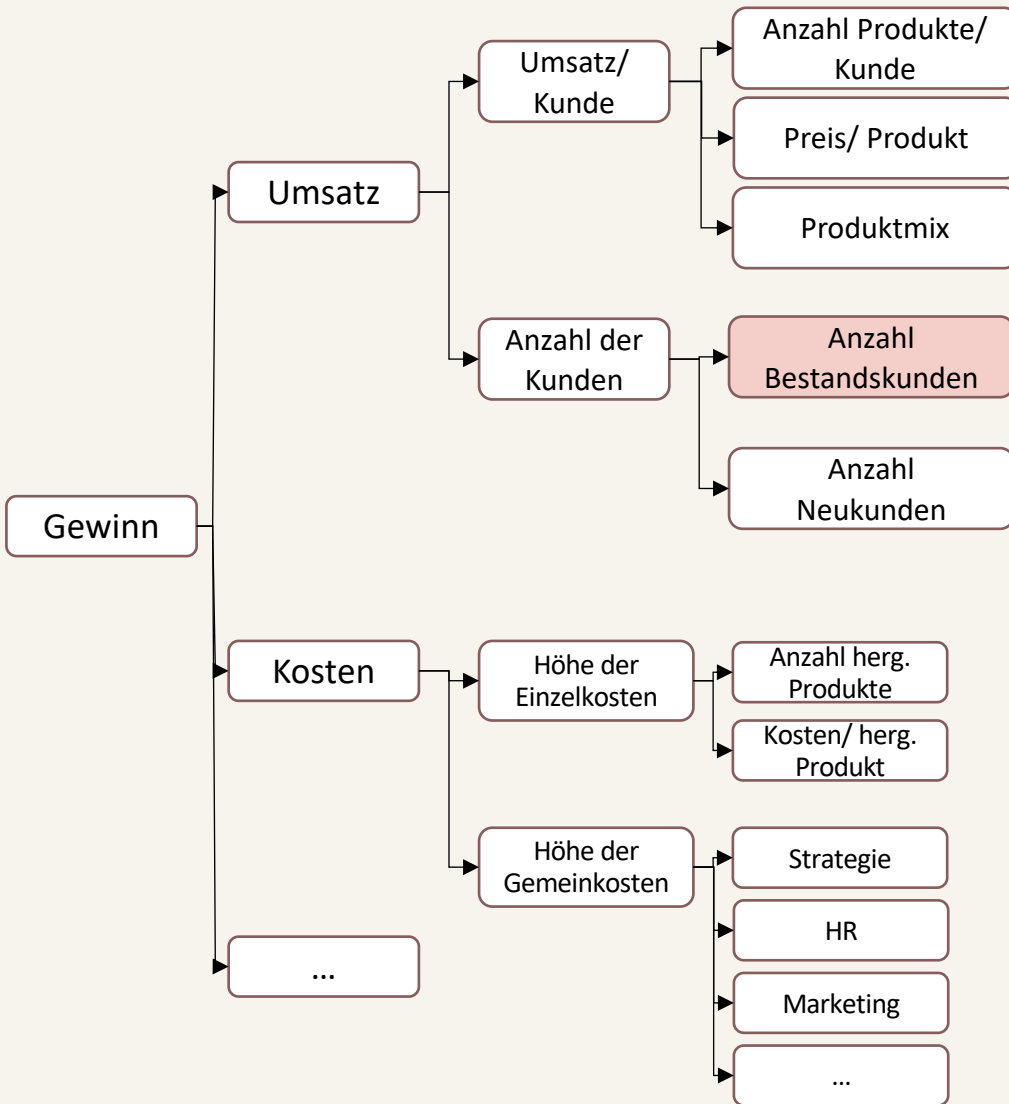 Anzahl Produkte/
Kunde
Umsatz/
Kunde
Preis/ Produkt
Umsatz
Produktmix
Anzahl der
Kunden
Anzahl
Bestandskunden
Anzahl
Neukunden
Gewinn
Kosten
Höhe der
Einzelkosten
Anzahl herg.
Produkte
Kosten/ herg.
Produkt
Höhe der
Gemeinkosten
Strategie
HR
...
Marketing
...